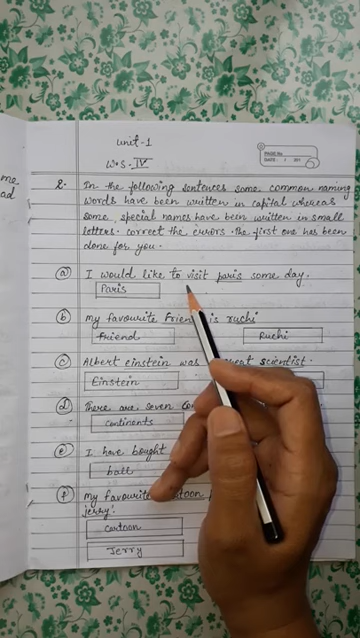 me
ad
Unit-1
W.S-IV
PAGE No.
DATE: / /201
2. In the following sentences some common naming
words have been written in capital whereas
some special names have been written in small
letters. correct the errors. The first one has been
done for you.
(a) I would like to visit paris some day.
Paris
(b) My favourite Friend is ruchi
friend Ruchi
(c) Albert einstein was scientist.
Einstein
(d) There are seven
continents
(e) I have bought
ball
(f) My favourite
jerry'.
cartoon
Jerry